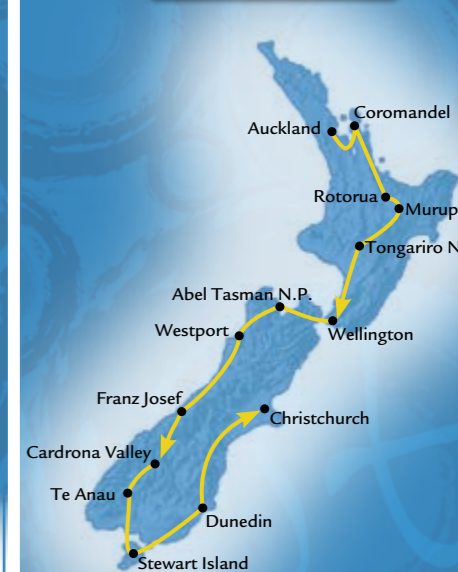 Coromandel
Auckland
Rotorua
Murup
Tongariro N
Abel Tasman N.P.
Wellington
Westport
Franz Josef
Christchurch
Cardrona Valley
Te Anau
Dunedin
Stewart Island